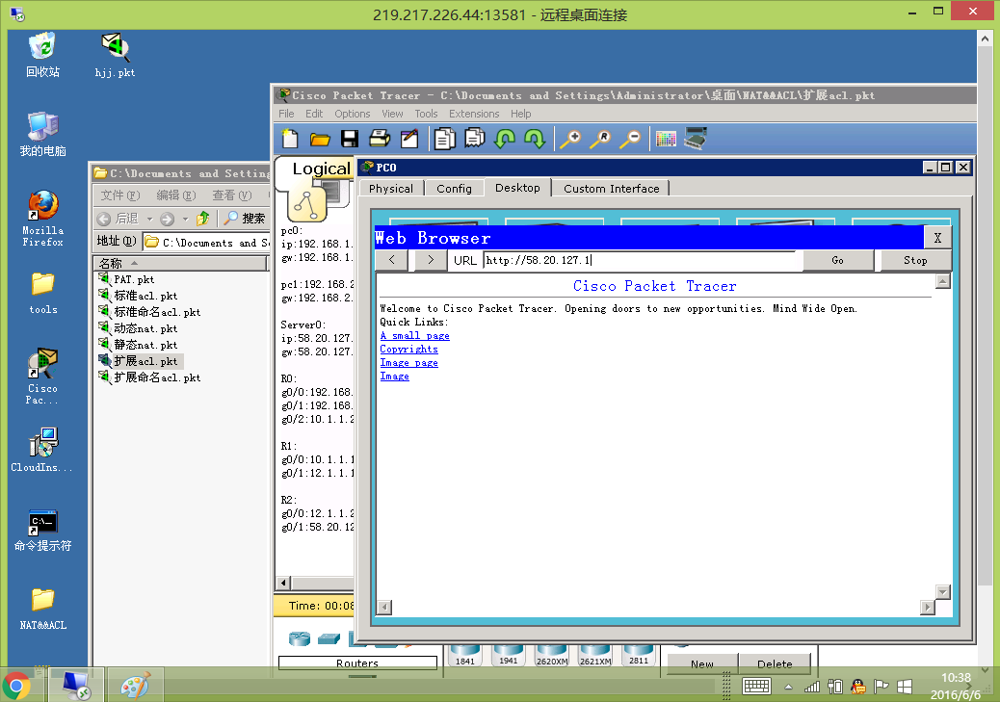 219.217.226.44:13581 - 远程桌面连接
回收站
hjj.pkt
我的电脑
Mozilla
Firefox
tools
Cisco
Pac...
CloudIns...
命令提示符
NAT&&ACL
C:\Documents and Setting
文件(F) 编辑(E) 查看(V)
后退 搜索
地址(D) C:\Documents and S
名称
PAT.pkt
标准acl.pkt
标准命名acl.pkt
动态nat.pkt
静态nat.pkt
扩展acl.pkt
扩展命名acl.pkt
Cisco Packet Tracer - C:\Documents and Settings\Administrator\桌面\NAT&&ACL\扩展acl.pkt
File Edit Options View Tools Extensions Help
Logical
pc0:
ip:192.168.1.
gw:192.168.1.
pc1:192.168.2
gw:192.168.2.
Server0:
ip:58.20.127.
gw:58.20.127.
R0:
g0/0:192.168.
g0/1:192.168.
g0/2:10.1.1.2
R1:
g0/0:10.1.1.1
g0/1:12.1.1.1
R2:
g0/0:12.1.1.2
g0/1:58.20.12
Time: 00:08
Routers
1841 1941 2620XM 2621XM 2811
New Delete
PC0
Physical Config Desktop Custom Interface
Web Browser X
< > URL http://58.20.127.1 Go Stop
Cisco Packet Tracer
Welcome to Cisco Packet Tracer. Opening doors to new opportunities. Mind Wide Open.
Quick Links:
A small page
Copyrights
Image page
Image
10:38
2016/6/6